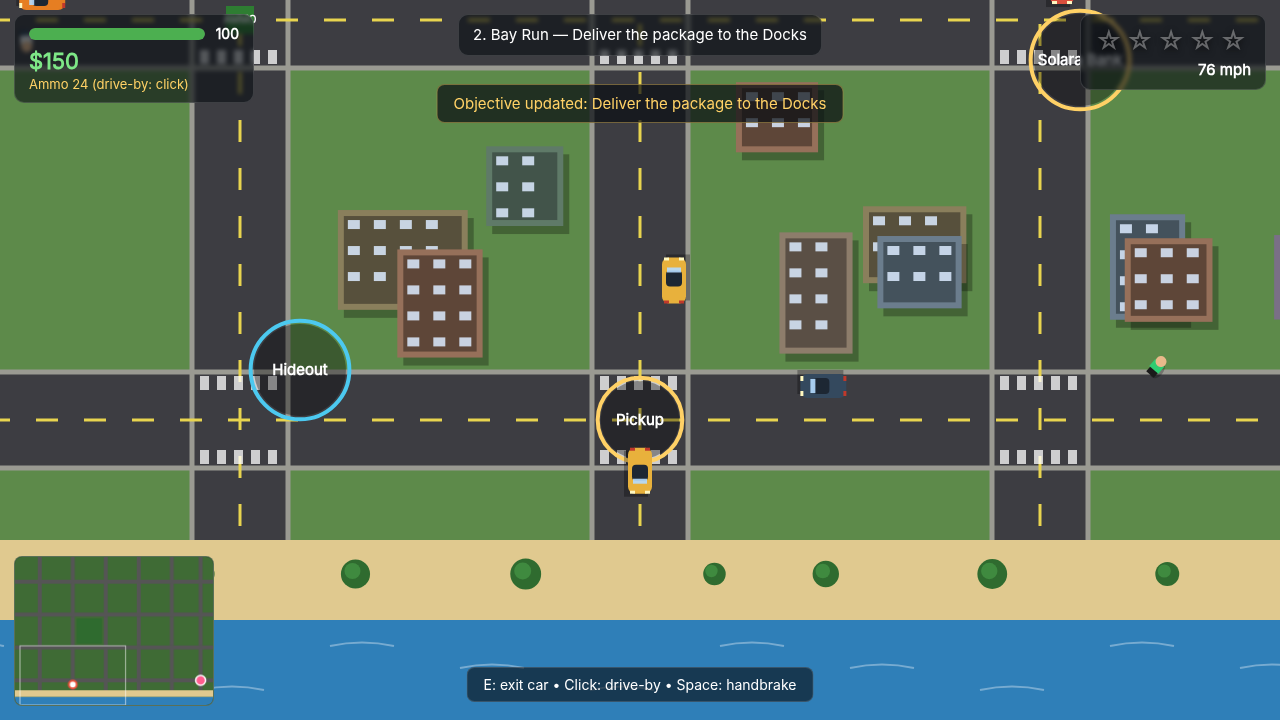 100
$150
Ammo 24 (drive-by: click)
2. Bay Run — Deliver the package to the Docks
Objective updated: Deliver the package to the Docks
Solara Bank
76 mph
Hideout
Pickup
E: exit car • Click: drive-by • Space: handbrake